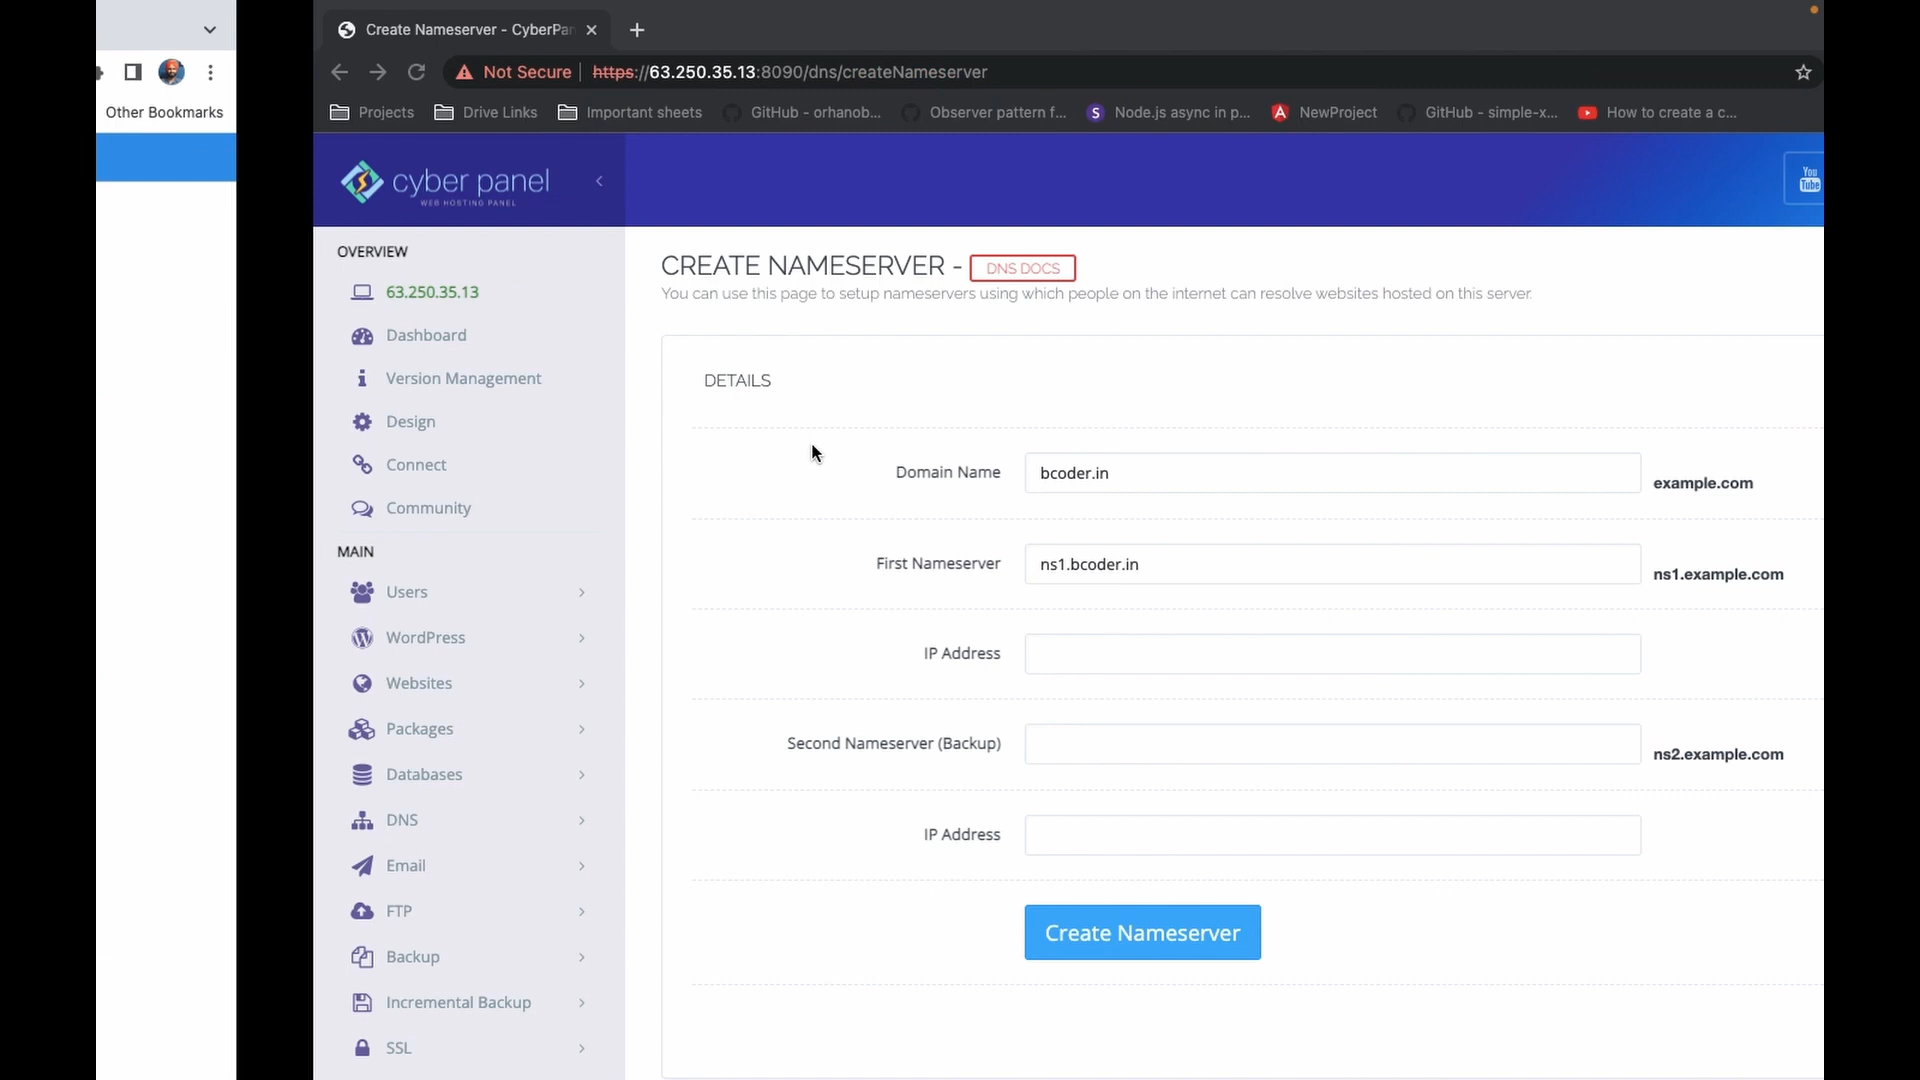 Other Bookmarks
Create Nameserver - CyberPan
Not Secure
https://63.250.35.13:8090/dns/createNameserver
Projects
Drive Links
Important sheets
GitHub - orhanob...
Observer pattern f...
Node.js async in p...
NewProject
GitHub - simple-x...
How to create a c...
cyber panel
WEB HOSTING PANEL
You
Tube
OVERVIEW
63.250.35.13
Dashboard
Version Management
Design
Connect
Community
MAIN
Users
WordPress
Websites
Packages
Databases
DNS
Email
FTP
Backup
Incremental Backup
SSL
CREATE NAMESERVER - DNS DOCS
You can use this page to setup nameservers using which people on the internet can resolve websites hosted on this server.
DETAILS
Domain Name bcoder.in example.com
First Nameserver ns1.bcoder.in ns1.example.com
IP Address
Second Nameserver (Backup) ns2.example.com
IP Address
Create Nameserver